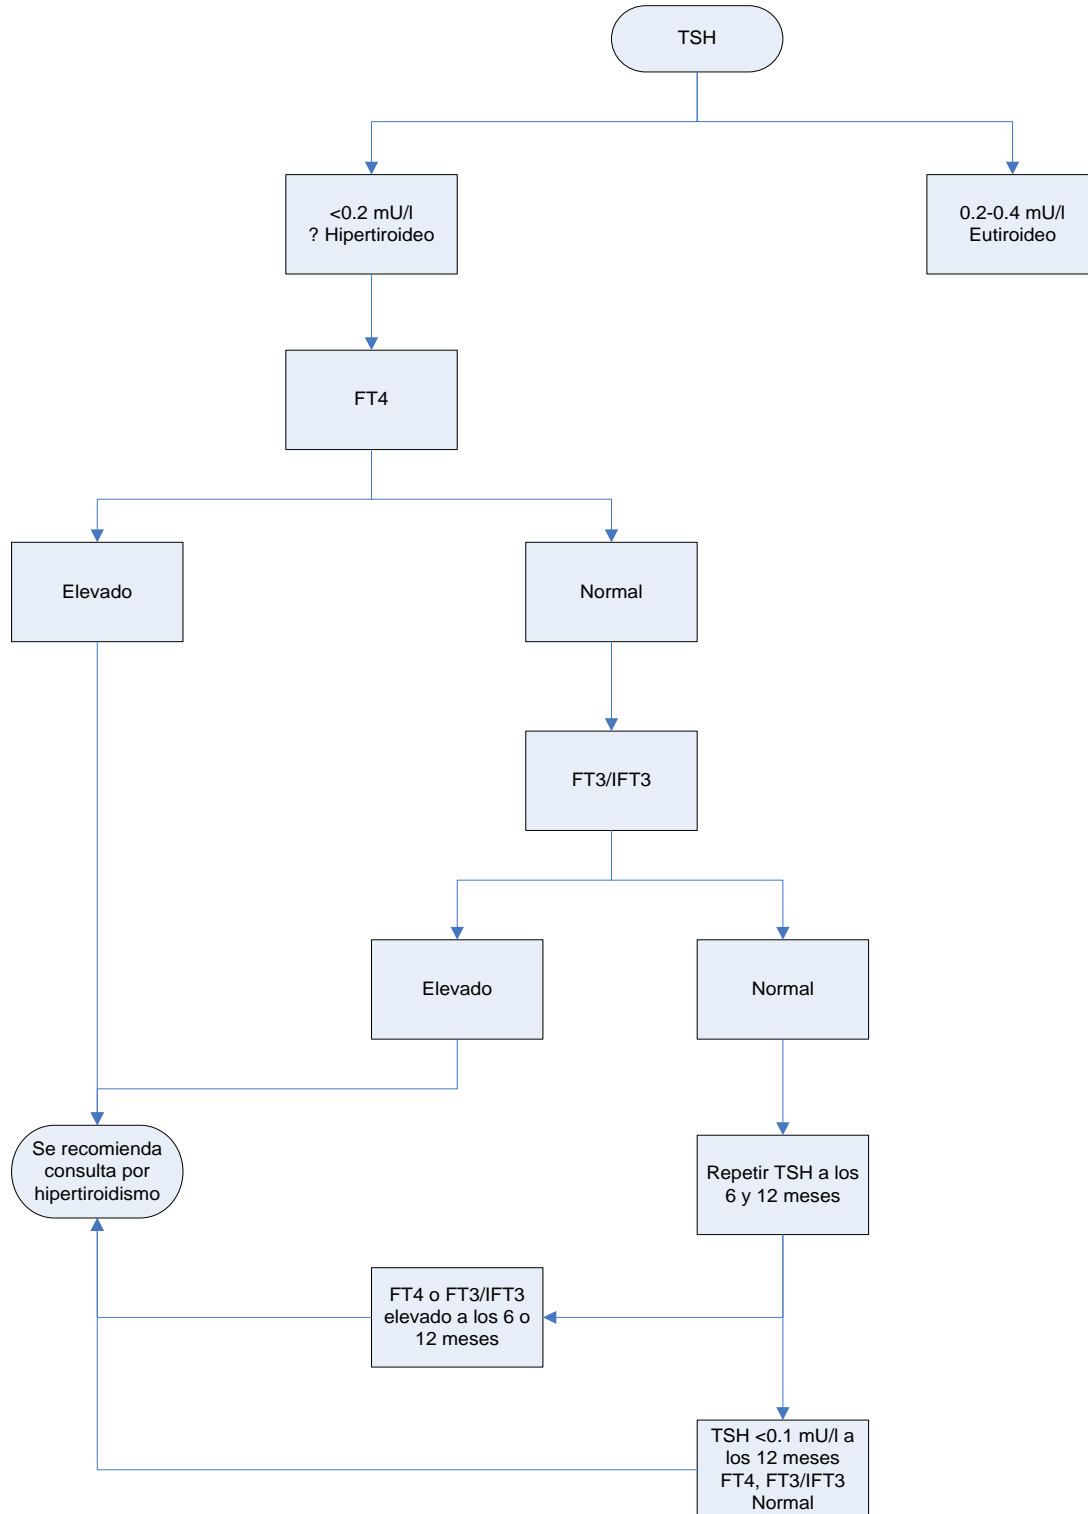 TSH
<0.2 mU/l
? Hipertiroideo
0.2-0.4 mU/l
Eutiroideo
FT4
Elevado
Normal
FT3/IFT3
Elevado
Normal
Se recomienda
consulta por
hipertiroidismo
Repetir TSH a los
6 y 12 meses
FT4 o FT3/IFT3
elevado a los 6 o
12 meses
TSH <0.1 mU/l a
los 12 meses
FT4, FT3/IFT3
Normal